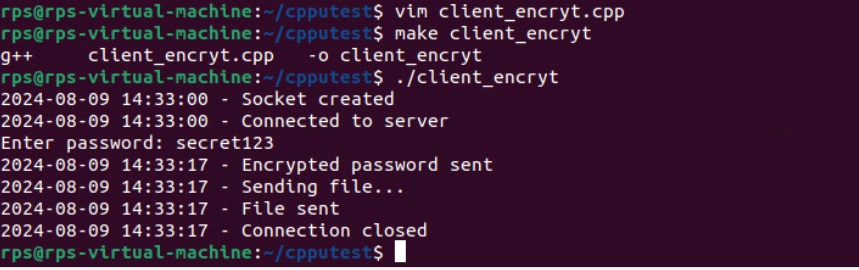 rps@rps-virtual-machine:~/cpputest$ vim client_encryt.cpp
rps@rps-virtual-machine:~/cpputest$ make client_encryt
g++     client_encryt.cpp   -o client_encryt
rps@rps-virtual-machine:~/cpputest$ ./client_encryt
2024-08-09 14:33:00 - Socket created
2024-08-09 14:33:00 - Connected to server
Enter password: secret123
2024-08-09 14:33:17 - Encrypted password sent
2024-08-09 14:33:17 - Sending file...
2024-08-09 14:33:17 - File sent
2024-08-09 14:33:17 - Connection closed
rps@rps-virtual-machine:~/cpputest$